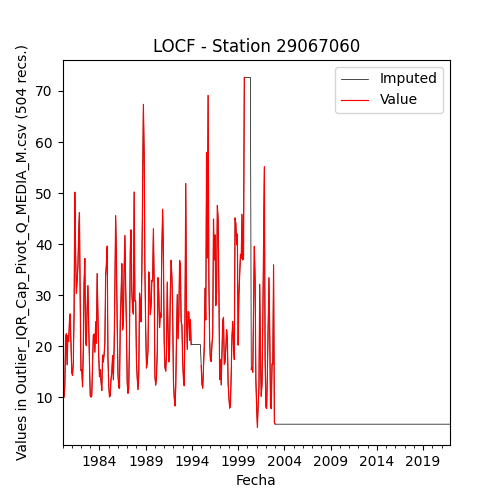 LOCF - Station 29067060
Imputed
Value
Values in Outlier_IQR_Cap_Pivot_Q_MEDIA_M.csv (504 recs.)
70
60
50
40
30
20
10
1984 1989 1994 1999 2004 2009 2014 2019
Fecha